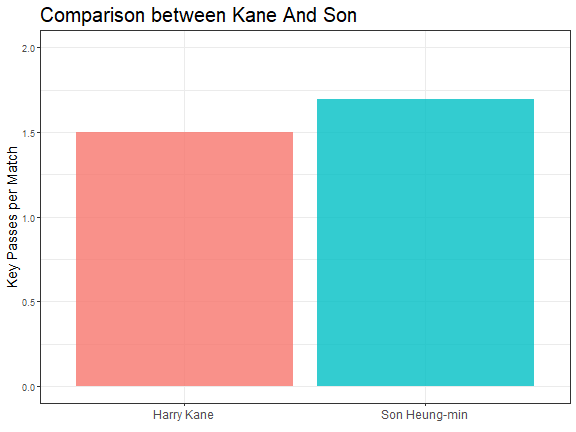 Comparison between Kane And Son
Key Passes per Match
2.0
1.5
1.0
0.5
0.0
Harry Kane
Son Heung-min